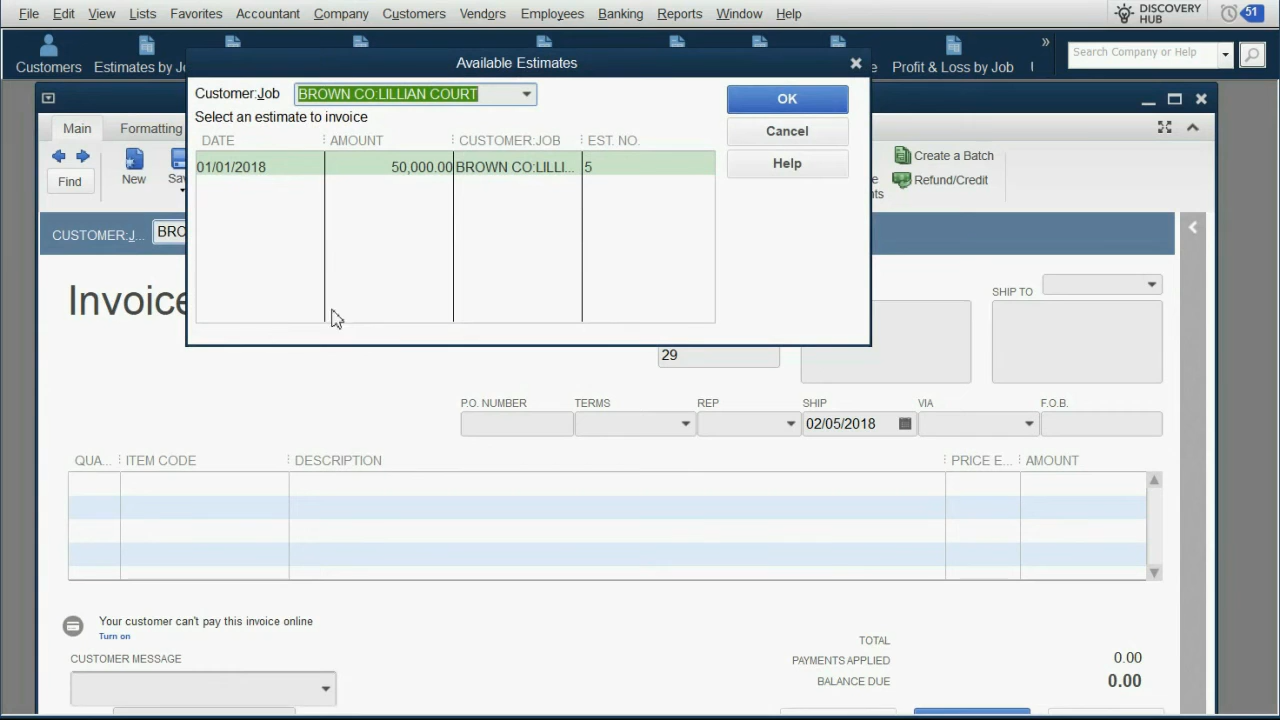 File Edit View Lists Favorites Accountant Company Customers Vendors Employees Banking Reports Window Help
DISCOVERY
HUB
51
Customers Estimates by Jo
Profit & Loss by Job
Search Company or Help
Available Estimates
Customer:Job BROWN CO:LILLIAN COURT
Select an estimate to invoice
DATE AMOUNT CUSTOMER:JOB EST. NO.
01/01/2018 50,000.00 BROWN CO:LILLI... 5
OK
Cancel
Help
Main Formatting
Find
New
Sav
Create a Batch
Refund/Credit
CUSTOMER:J... BRO
Invoice
29
SHIP TO
P.O. NUMBER TERMS REP SHIP VIA F.O.B.
02/05/2018
QUA... ITEM CODE DESCRIPTION PRICE E... AMOUNT
Your customer can't pay this invoice online
Turn on
CUSTOMER MESSAGE
TOTAL
PAYMENTS APPLIED 0.00
BALANCE DUE 0.00